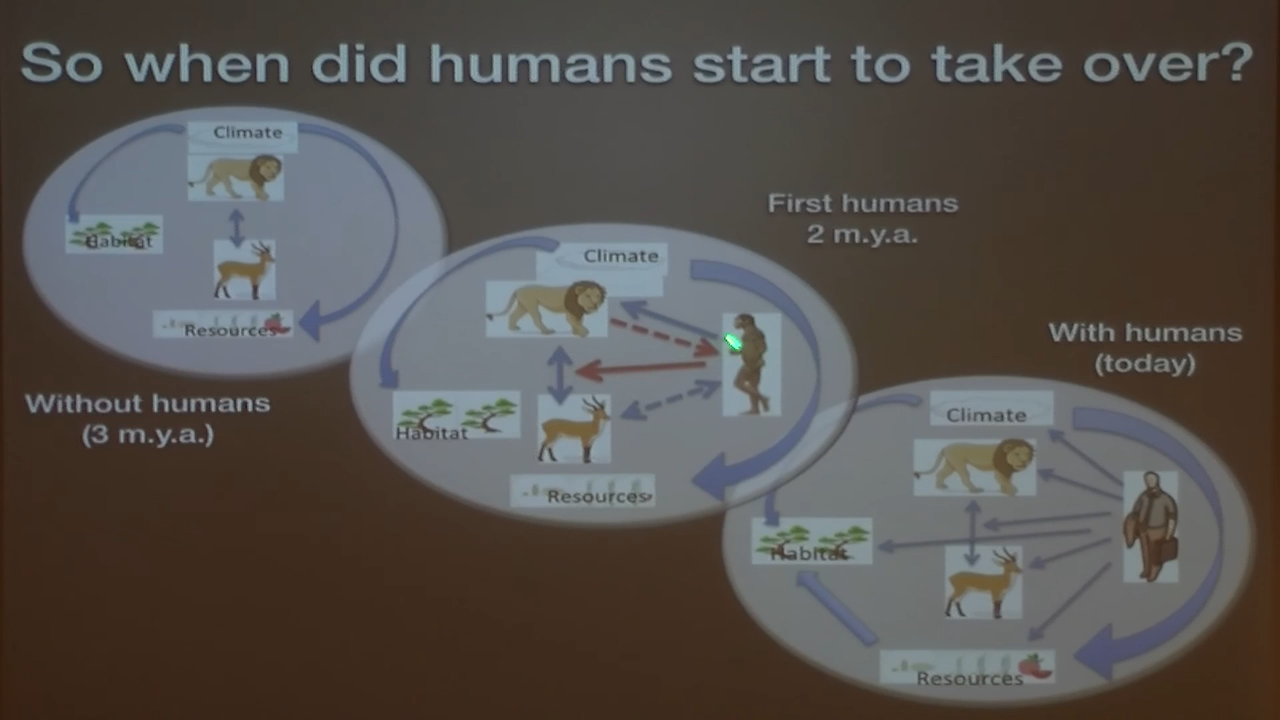 So when did humans start to take over?
Climate
Habitat
Resources
Without humans
(3 m.y.a.)
First humans
2 m.y.a.
Climate
Habitat
Resources
With humans
(today)
Climate
Habitat
Resources